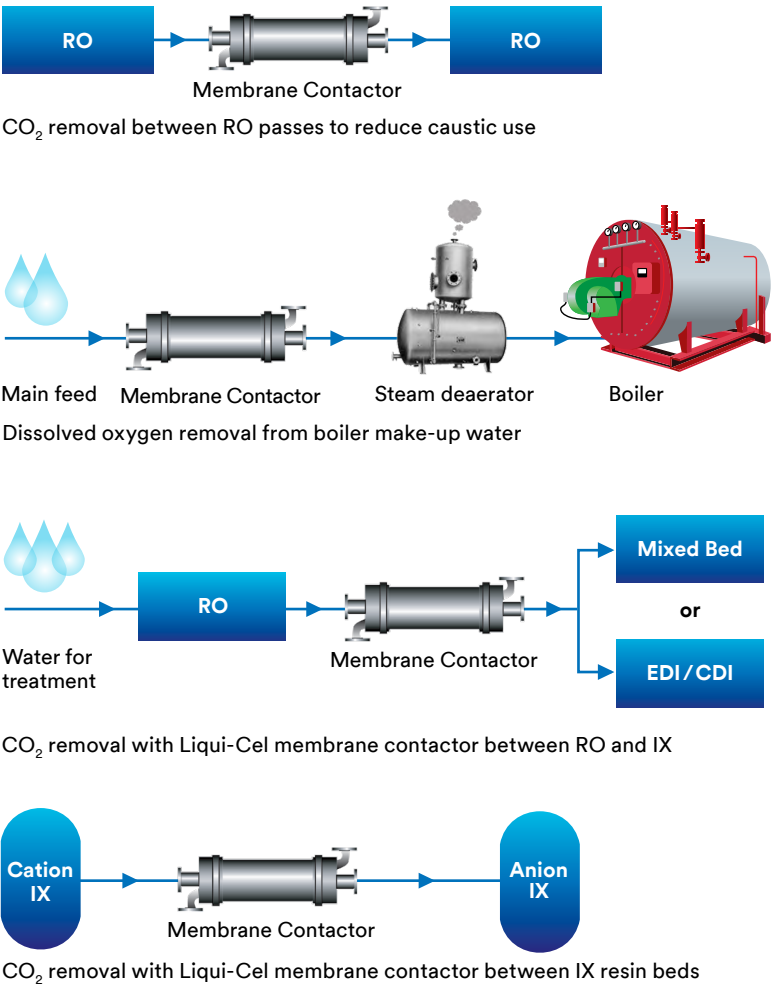 RO
RO
Membrane Contactor
CO₂ removal between RO passes to reduce caustic use
Main feed
Membrane Contactor
Steam deaerator
Boiler
Dissolved oxygen removal from boiler make-up water
RO
Mixed Bed
or
EDI/CDI
Water for
treatment
Membrane Contactor
CO₂ removal with Liqui-Cel membrane contactor between RO and IX
Cation
IX
Anion
IX
Membrane Contactor
CO₂ removal with Liqui-Cel membrane contactor between IX resin beds